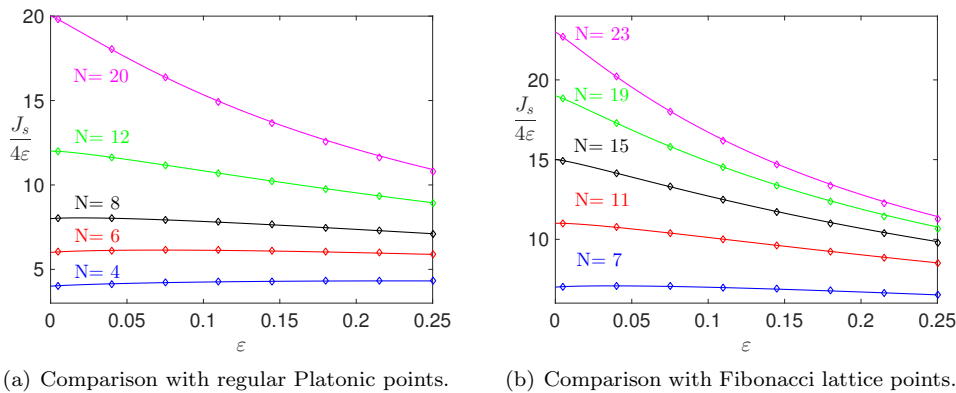 20
15
10
5
J_s
4ε
N= 20
N= 12
N= 8
N= 6
N= 4
0 0.05 0.1 0.15 0.2 0.25
ε
(a) Comparison with regular Platonic points.
20
15
10
J_s
4ε
N= 23
N= 19
N= 15
N= 11
N= 7
0 0.05 0.1 0.15 0.2 0.25
ε
(b) Comparison with Fibonacci lattice points.